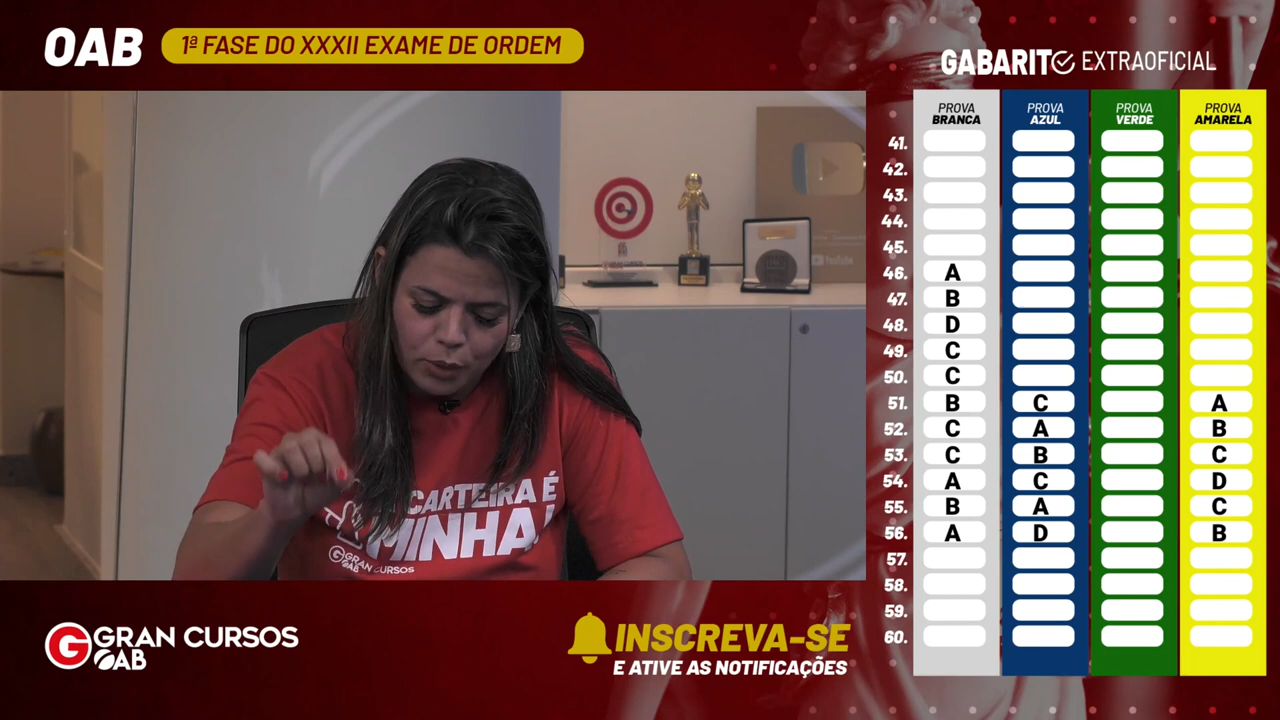 OAB
1ª FASE DO XXXII EXAME DE ORDEM
GABARITO EXTRAOFICIAL
PROVA BRANCA PROVA AZUL PROVA VERDE PROVA AMARELA
41.
42.
43.
44.
45.
46. A
47. B
48. D
49. C
50. C
51. B C A
52. C A B
53. C B C
54. A C D
55. B A C
56. A D B
57.
58.
59.
60.
YouTube
CARTEIRA É
MINHA!
GRAN CURSOS
OAB
GRAN CURSOS
OAB
INSCREVA-SE
E ATIVE AS NOTIFICAÇÕES